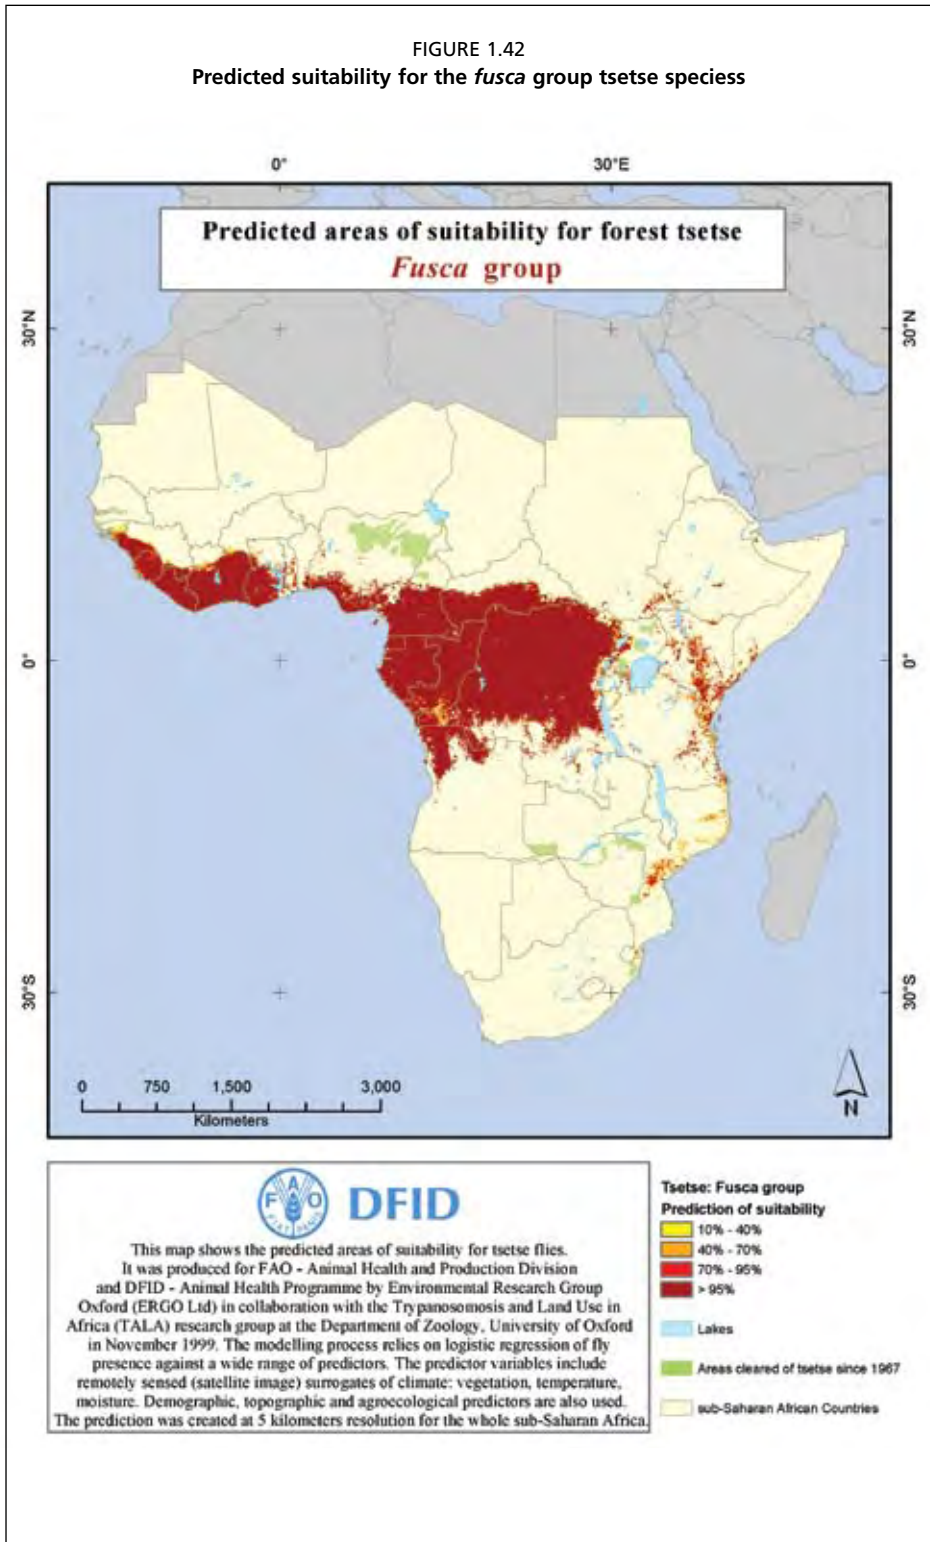 FIGURE 1.42
Predicted suitability for the fusca group tsetse speciess
0° 30°E
Predicted areas of suitability for forest tsetse
Fusca group
30°N 30°N
0° 0°
30°S 30°S
0 750 1,500 3,000
Kilometers
N
FAO
FIAT PANIS
DFID
This map shows the predicted areas of suitability for tsetse flies.
It was produced for FAO - Animal Health and Production Division
and DFID - Animal Health Programme by Environmental Research Group
Oxford (ERGO Ltd) in collaboration with the Trypanosomosis and Land Use in
Africa (TALA) research group at the Department of Zoology, University of Oxford
in November 1999. The modelling process relies on logistic regression of fly
presence against a wide range of predictors. The predictor variables include
remotely sensed (satellite image) surrogates of climate: vegetation, temperature,
moisture. Demographic, topographic and agroecological predictors are also used.
The prediction was created at 5 kilometers resolution for the whole sub-Saharan Africa.
Tsetse: Fusca group
Prediction of suitability
10% - 40%
40% - 70%
70% - 95%
> 95%
Lakes
Areas cleared of tsetse since 1967
sub-Saharan African Countries